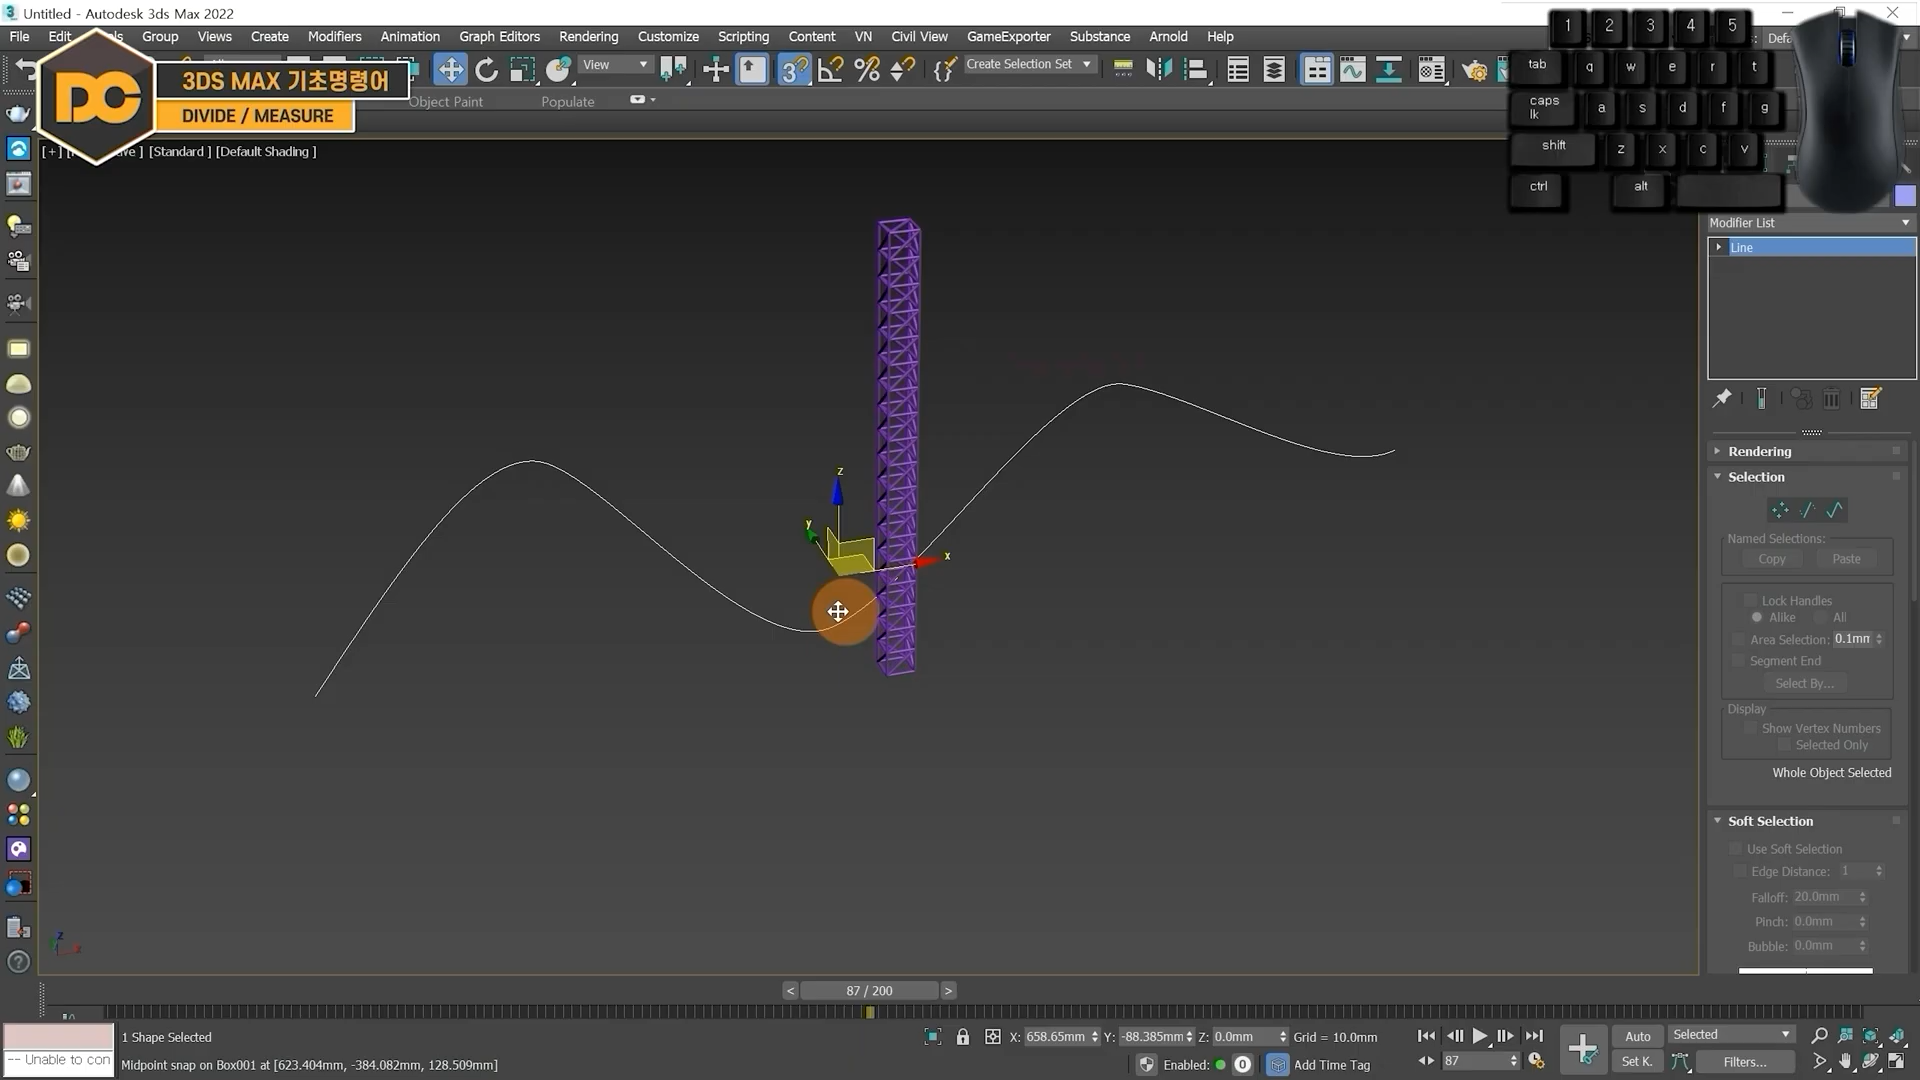 Untitled - Autodesk 3ds Max 2022
File Edit Group Views Create Modifiers Animation Graph Editors Rendering Customize Scripting Content VN Civil View GameExporter Substance Arnold Help
View
Create Selection Set
DC
3DS MAX 기초명령어
DIVIDE / MEASURE
Object Paint Populate
[+] [Standard ] [Default Shading ]
1 2 3 4 5
tab q w e r t
caps lk a s d f g
shift z x c v
ctrl alt
Modifier List
Line
Rendering
Selection
Named Selections:
Copy Paste
Lock Handles
Alike All
Area Selection: 0.1mm
Segment End
Select By...
Display
Show Vertex Numbers
Selected Only
Whole Object Selected
Soft Selection
Use Soft Selection
Edge Distance: 1
Falloff: 20.0mm
Pinch: 0.0mm
Bubble: 0.0mm
z
y
x
z
x
< 87 / 200 >
1 Shape Selected
X: 658.65mm Y: -88.385mm Z: 0.0mm Grid = 10.0mm
Auto Selected
-- Unable to con
Midpoint snap on Box001 at [623.404mm, -384.082mm, 128.509mm]
Enabled: 0 Add Time Tag
87
Set K. Filters...